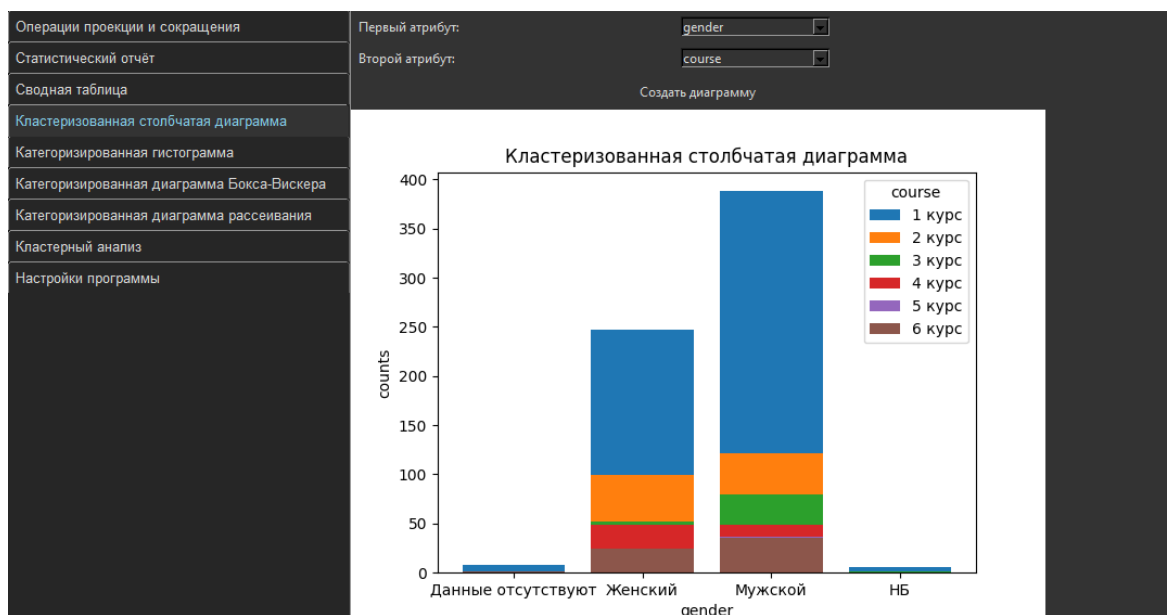 Операции проекции и сокращения
Статистический отчёт
Сводная таблица
Кластеризованная столбчатая диаграмма
Категоризированная гистограмма
Категоризированная диаграмма Бокса-Вискера
Категоризированная диаграмма рассеивания
Кластерный анализ
Настройки программы
Первый атрибут: gender
Второй атрибут: course
Создать диаграмму
Кластеризованная столбчатая диаграмма
400
350
300
250
200
150
100
50
0
counts
course
1 курс
2 курс
3 курс
4 курс
5 курс
6 курс
Данные отсутствуют Женский Мужской НБ
gender